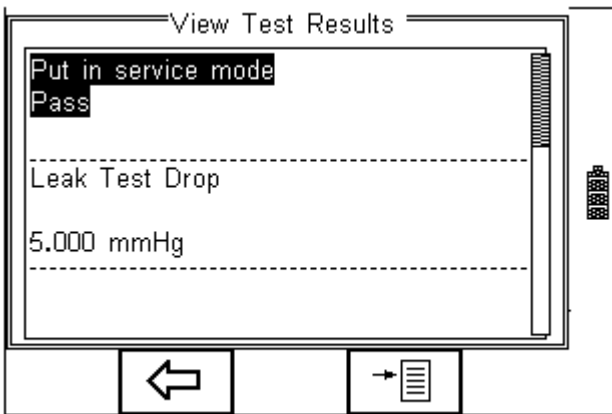 View Test Results
Put in service mode
Pass
Leak Test Drop
5.000 mmHg